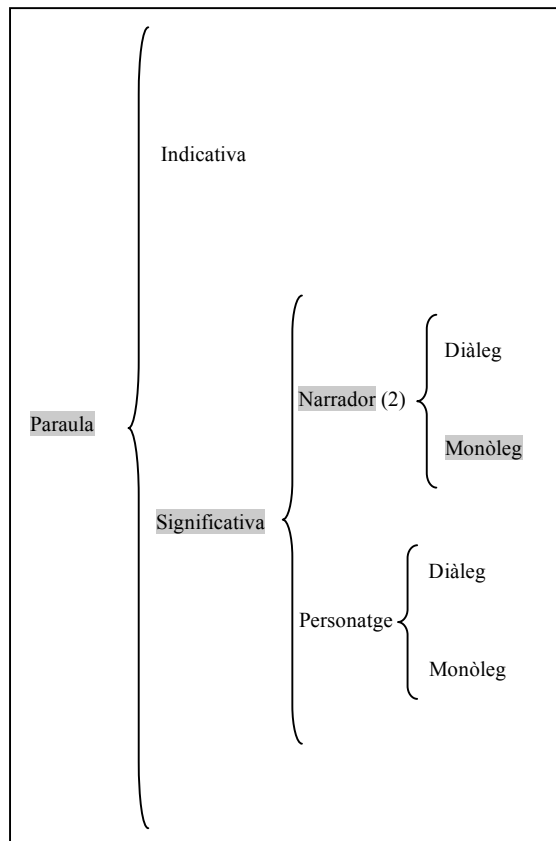 Indicativa
Diàleg
Narrador (2)
Paraula
Monòleg
Significativa
Diàleg
Personatge
Monòleg